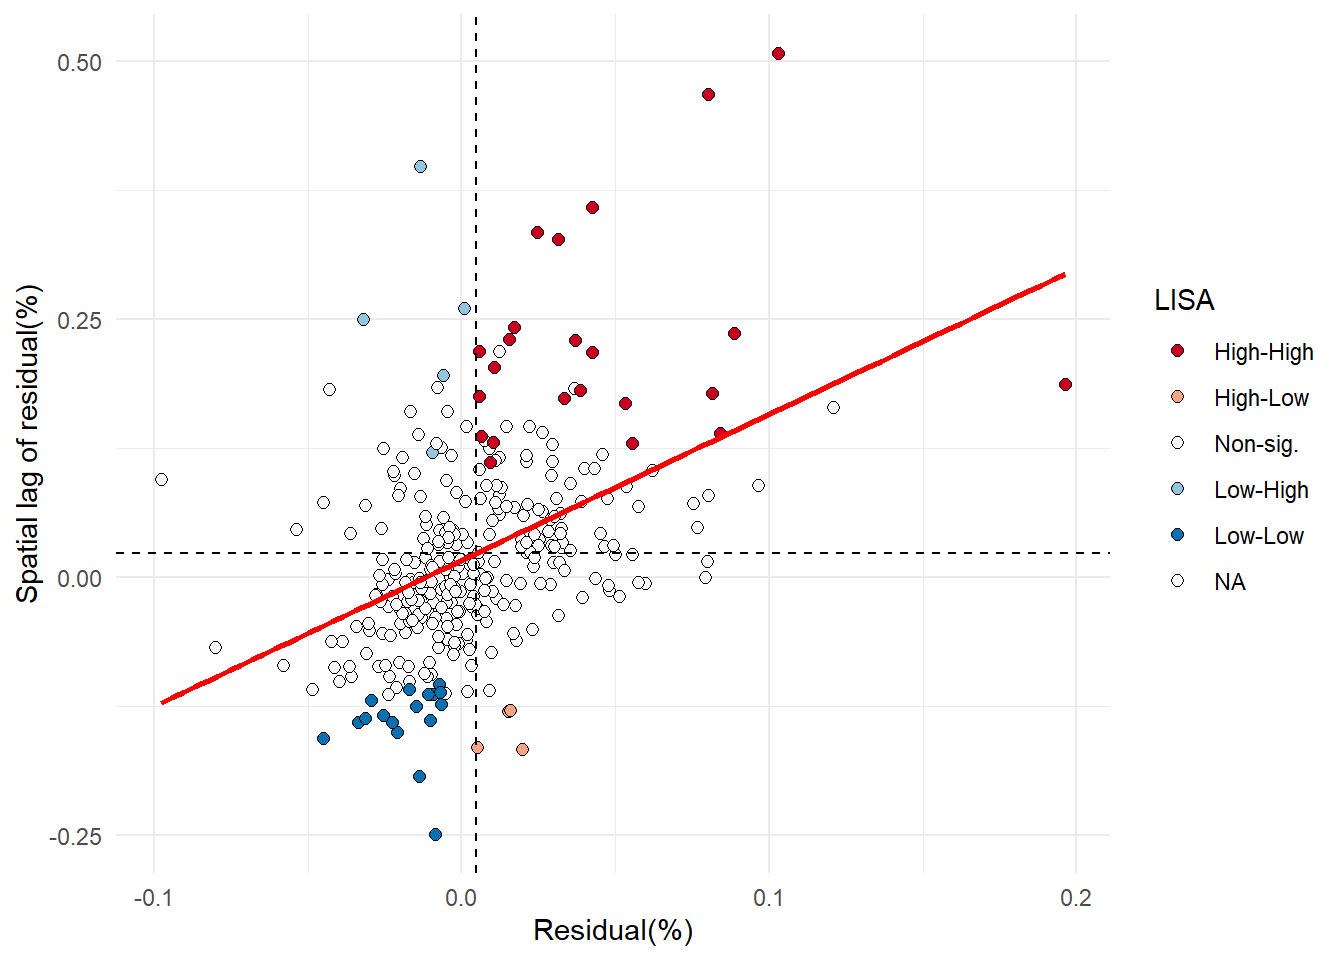 0.50
0.25
0.00
-0.25
Spatial lag of residual(%)
-0.1
0.0
0.1
0.2
Residual(%)
LISA
High-High
High-Low
Non-sig.
Low-High
Low-Low
NA